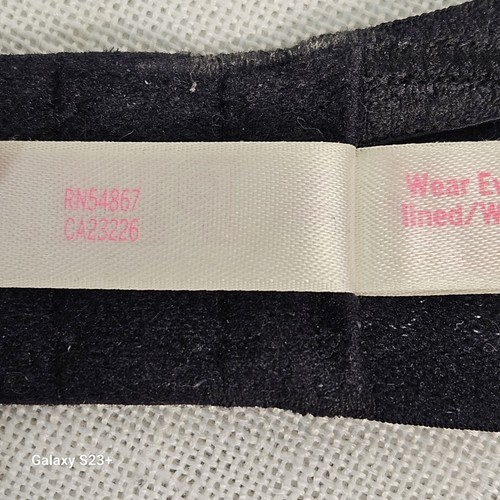 RN54867
CA23226
Wear Ev
lined/W
Galaxy S23+